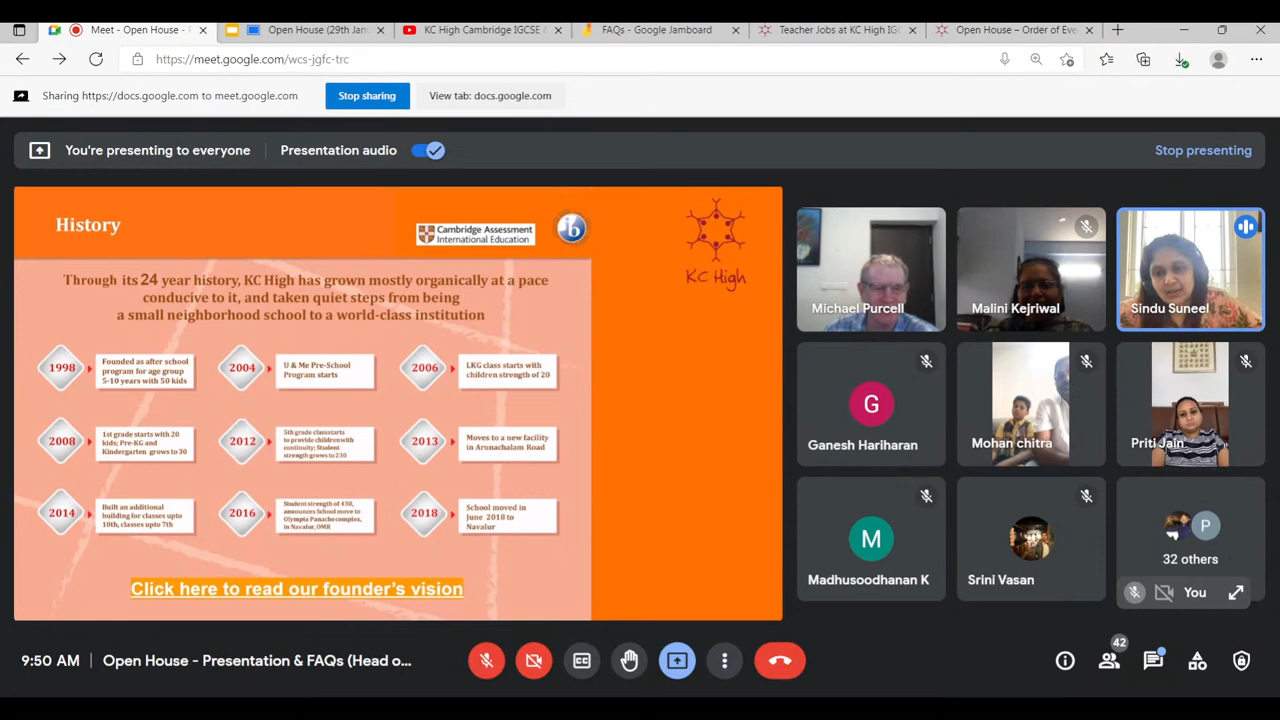 Meet - Open House - P
Open House (29th Jan
KC High Cambridge IGCSE /
FAQs - Google Jamboard
Teacher Jobs at KC High IGC
Open House – Order of Eve
https://meet.google.com/wcs-jgfc-trc
Sharing https://docs.google.com to meet.google.com
Stop sharing
View tab: docs.google.com
You're presenting to everyone
Presentation audio
Stop presenting
History
Cambridge Assessment
International Education
ib
KC High
Through its 24 year history, KC High has grown mostly organically at a pace
conducive to it, and taken quiet steps from being
a small neighborhood school to a world-class institution
1998
Founded as after school
program for age group
5-10 years with 50 kids
2004
U & Me Pre-School
Program starts
2006
LKG class starts with
children strength of 20
2008
1st grade starts with 20
kids; Pre-KG and
Kindergarten grows to 30
2012
5th grade class starts
to provide children with
continuity; Student
strength grows to 230
2013
Moves to a new facility
in Arunachalam Road
2014
Built an additional
building for classes upto
10th, classes upto 7th
2016
Student strength of 430,
announces School move to
Olympia Panache complex,
in Navalur, OMR
2018
School moved in
June 2018 to
Navalur
Click here to read our founder's vision
Michael Purcell
Malini Kejriwal
Sindu Suneel
G
Ganesh Hariharan
Mohan chitra
Priti Jain
M
Madhusoodhanan K
Srini Vasan
P
32 others
You
9:50 AM
Open House - Presentation & FAQs (Head o...
CC
42